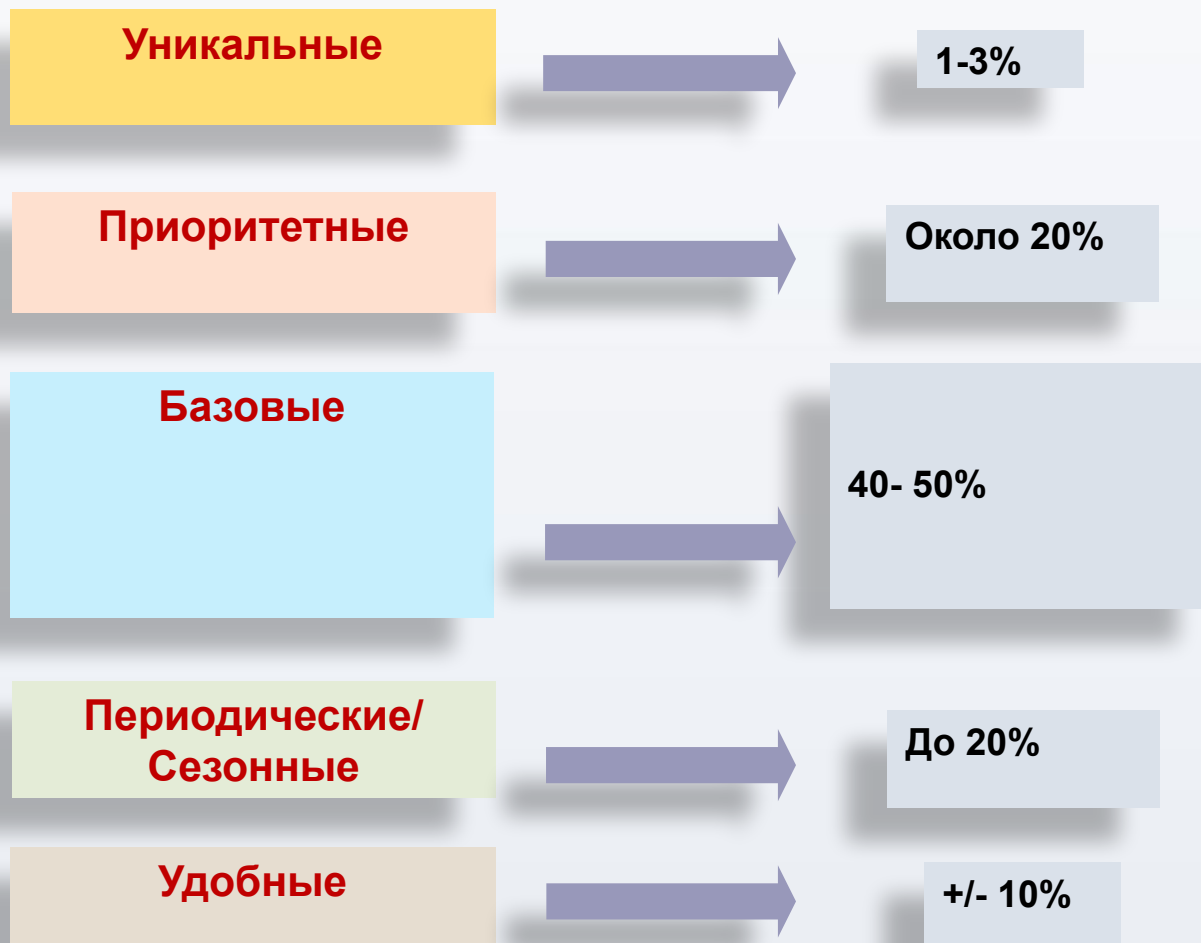 Уникальные
1-3%
Приоритетные
Около 20%
Базовые
40- 50%
Периодические/
Сезонные
До 20%
Удобные
+/- 10%